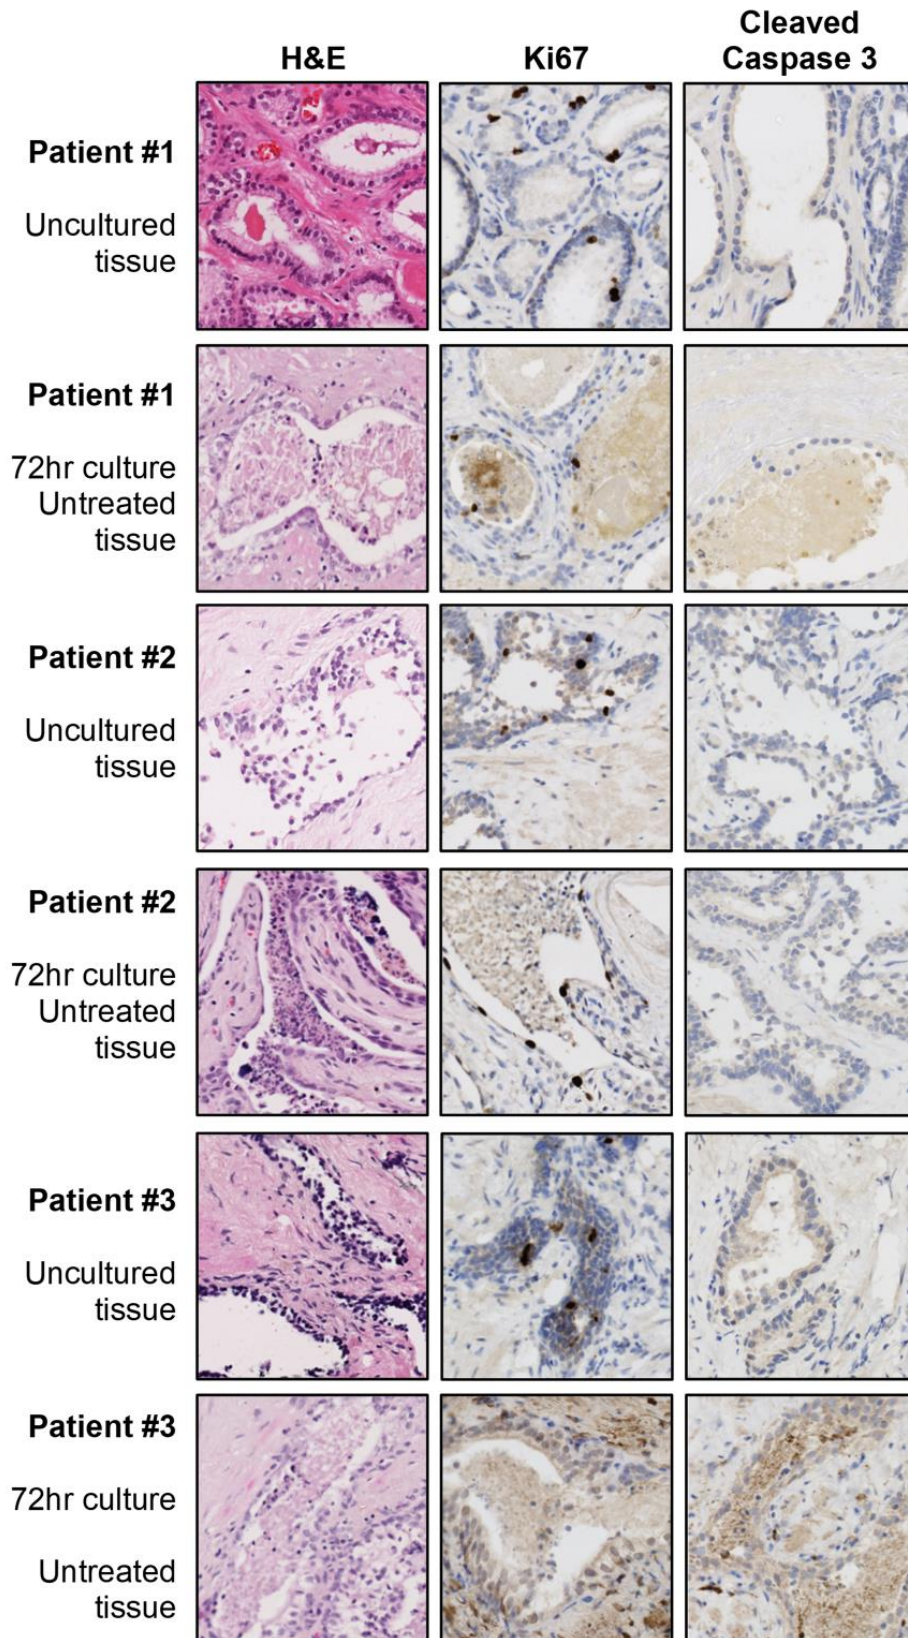 Cleaved
H&E Ki67 Caspase 3
Patient #1
Uncultured
tissue
Patient #1
72hr culture
Untreated
tissue
Patient #2
Uncultured
tissue
Patient #2
72hr culture
Untreated
tissue
Patient #3
Uncultured
tissue
Patient #3
72hr culture
Untreated
tissue